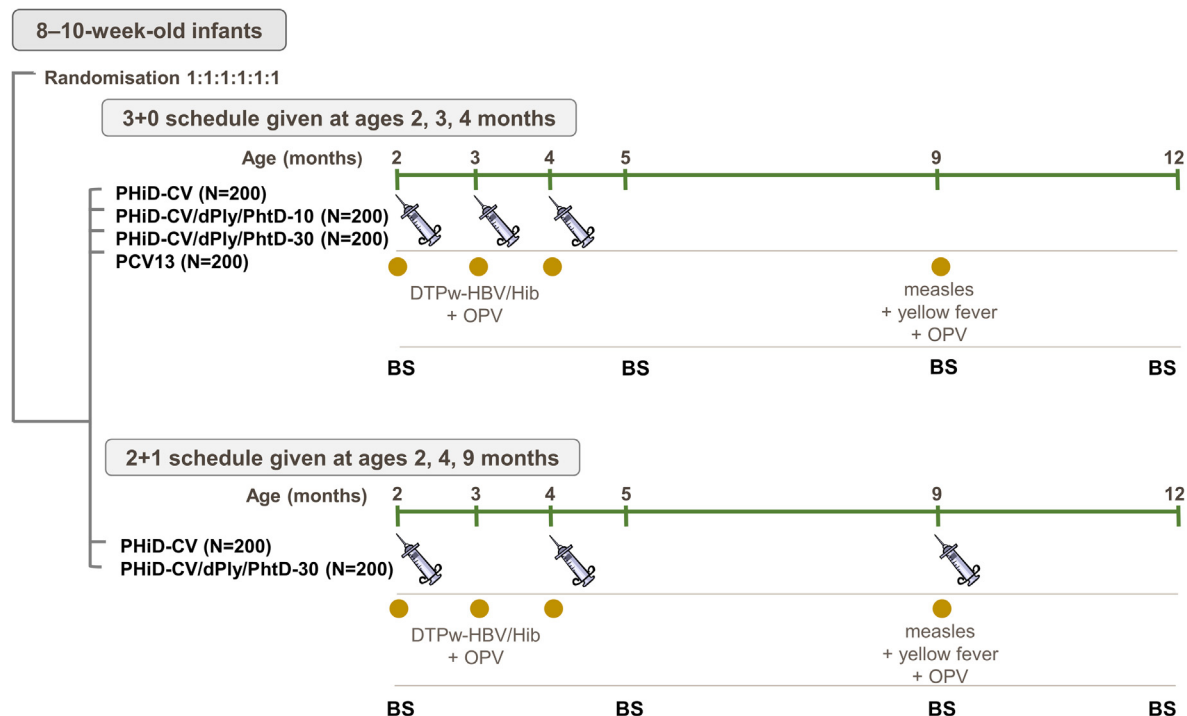 8–10-week-old infants
Randomisation 1:1:1:1:1:1
3+0 schedule given at ages 2, 3, 4 months
Age (months) 2 3 4 5 9 12
PHiD-CV (N=200)
PHiD-CV/dPly/PhtD-10 (N=200)
PHiD-CV/dPly/PhtD-30 (N=200)
PCV13 (N=200)
DTPw-HBV/Hib
+ OPV
measles
+ yellow fever
+ OPV
BS BS BS BS
2+1 schedule given at ages 2, 4, 9 months
Age (months) 2 3 4 5 9 12
PHiD-CV (N=200)
PHiD-CV/dPly/PhtD-30 (N=200)
DTPw-HBV/Hib
+ OPV
measles
+ yellow fever
+ OPV
BS BS BS BS